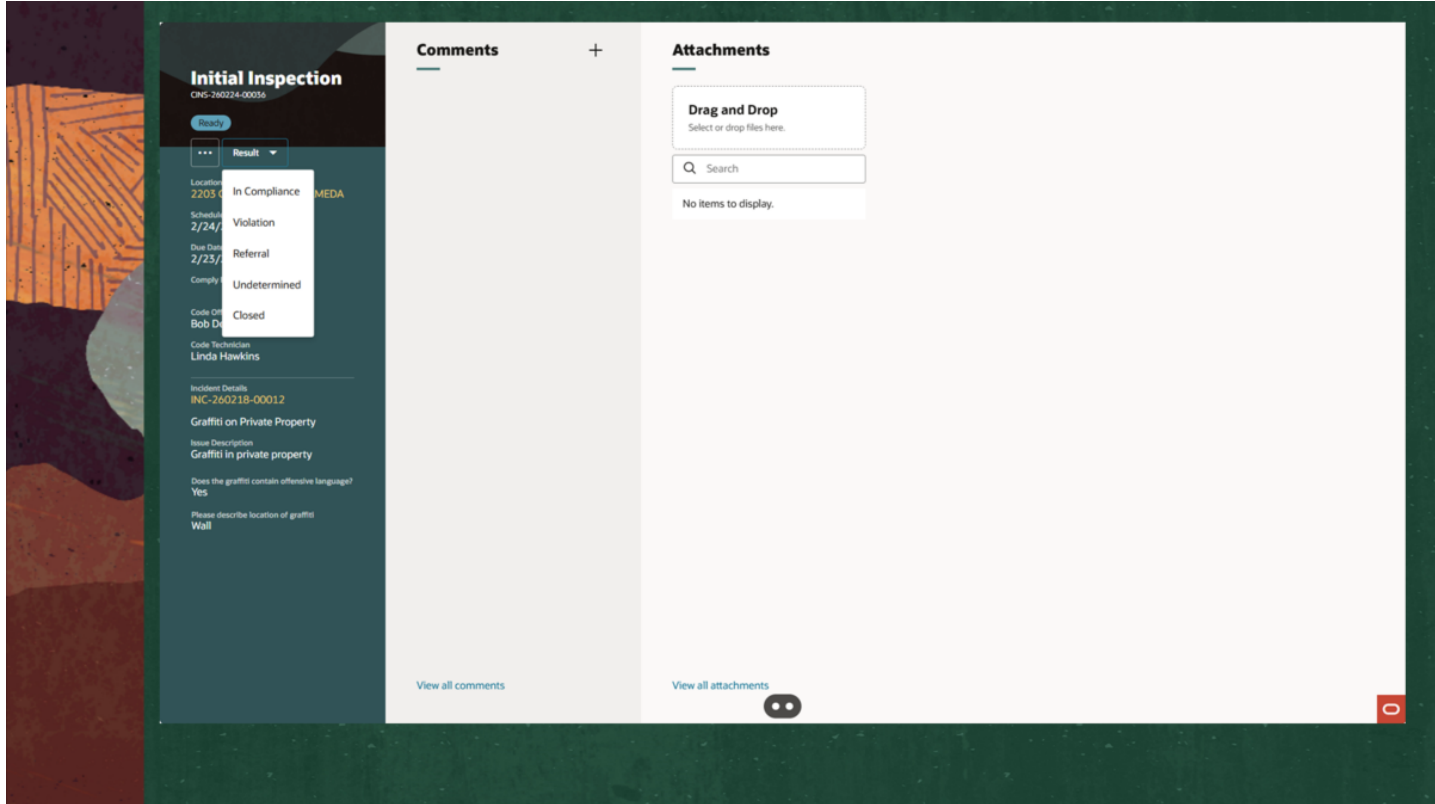 Initial Inspection
CINS-260224-00036
Ready
Result
In Compliance
Violation
Referral
Undetermined
Closed
Location
2203 MEDA
2/24/
Due Date
2/23/
Comply
Bob
Code Technician
Linda Hawkins
Incident Details
INC-260218-00012
Graffiti on Private Property
Issue Description
Graffiti in private property
Does the graffiti contain offensive language?
Yes
Please describe location of graffiti
Wall
Comments
View all comments
Attachments
Drag and Drop
Select or drop files here.
Search
No items to display.
View all attachments